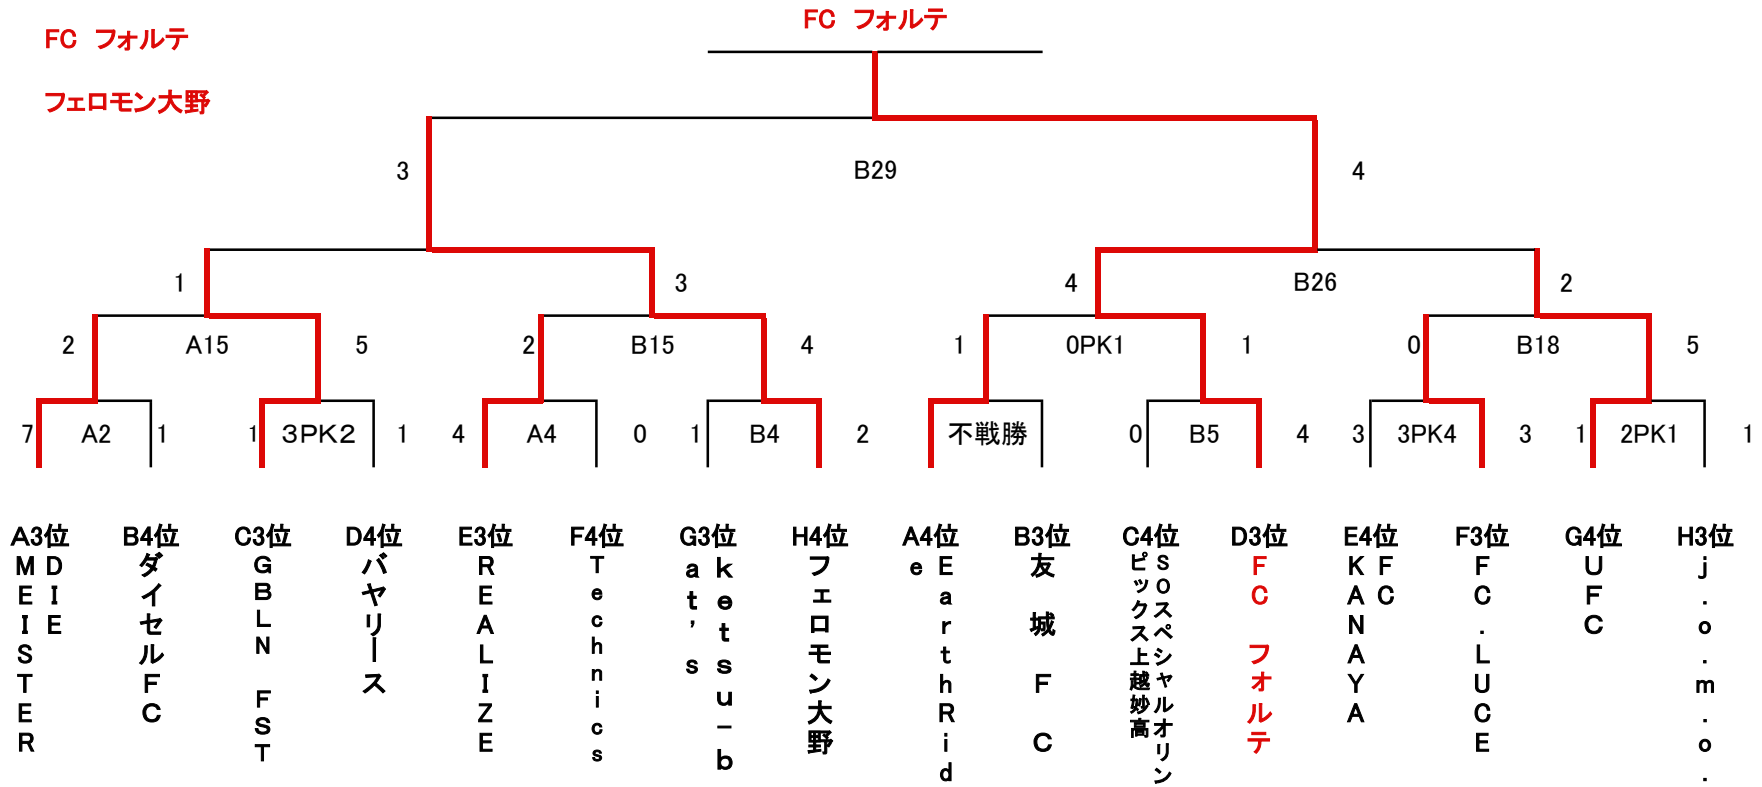 FC フォルテ
FC フォルテ
フェロモン大野
3
B29
4
1
3
4
B26
2
2
A15
5
2
B15
4
1
0PK1
1
0
B18
5
7
A2
1
1
3PK2
1
4
A4
0
1
B4
2
不戦勝
0
B5
4
3
3PK4
3
1
2PK1
1
A3位
B4位
C3位
D4位
E3位
F4位
G3位
H4位
A4位
B3位
C4位
D3位
E4位
F3位
G4位
H3位
DIE
MEISTER
ダイセルFC
GBLN FST
バヤリース
REALIZE
Technics
ketsu-b
at's
フェロモン大野
EarthRid
e
友城FC
SOスペシャルオリン
ピックス上越妙高
FC フォルテ
FC
KANAYA
FC.LUCE
UFC
j.o.m.o.